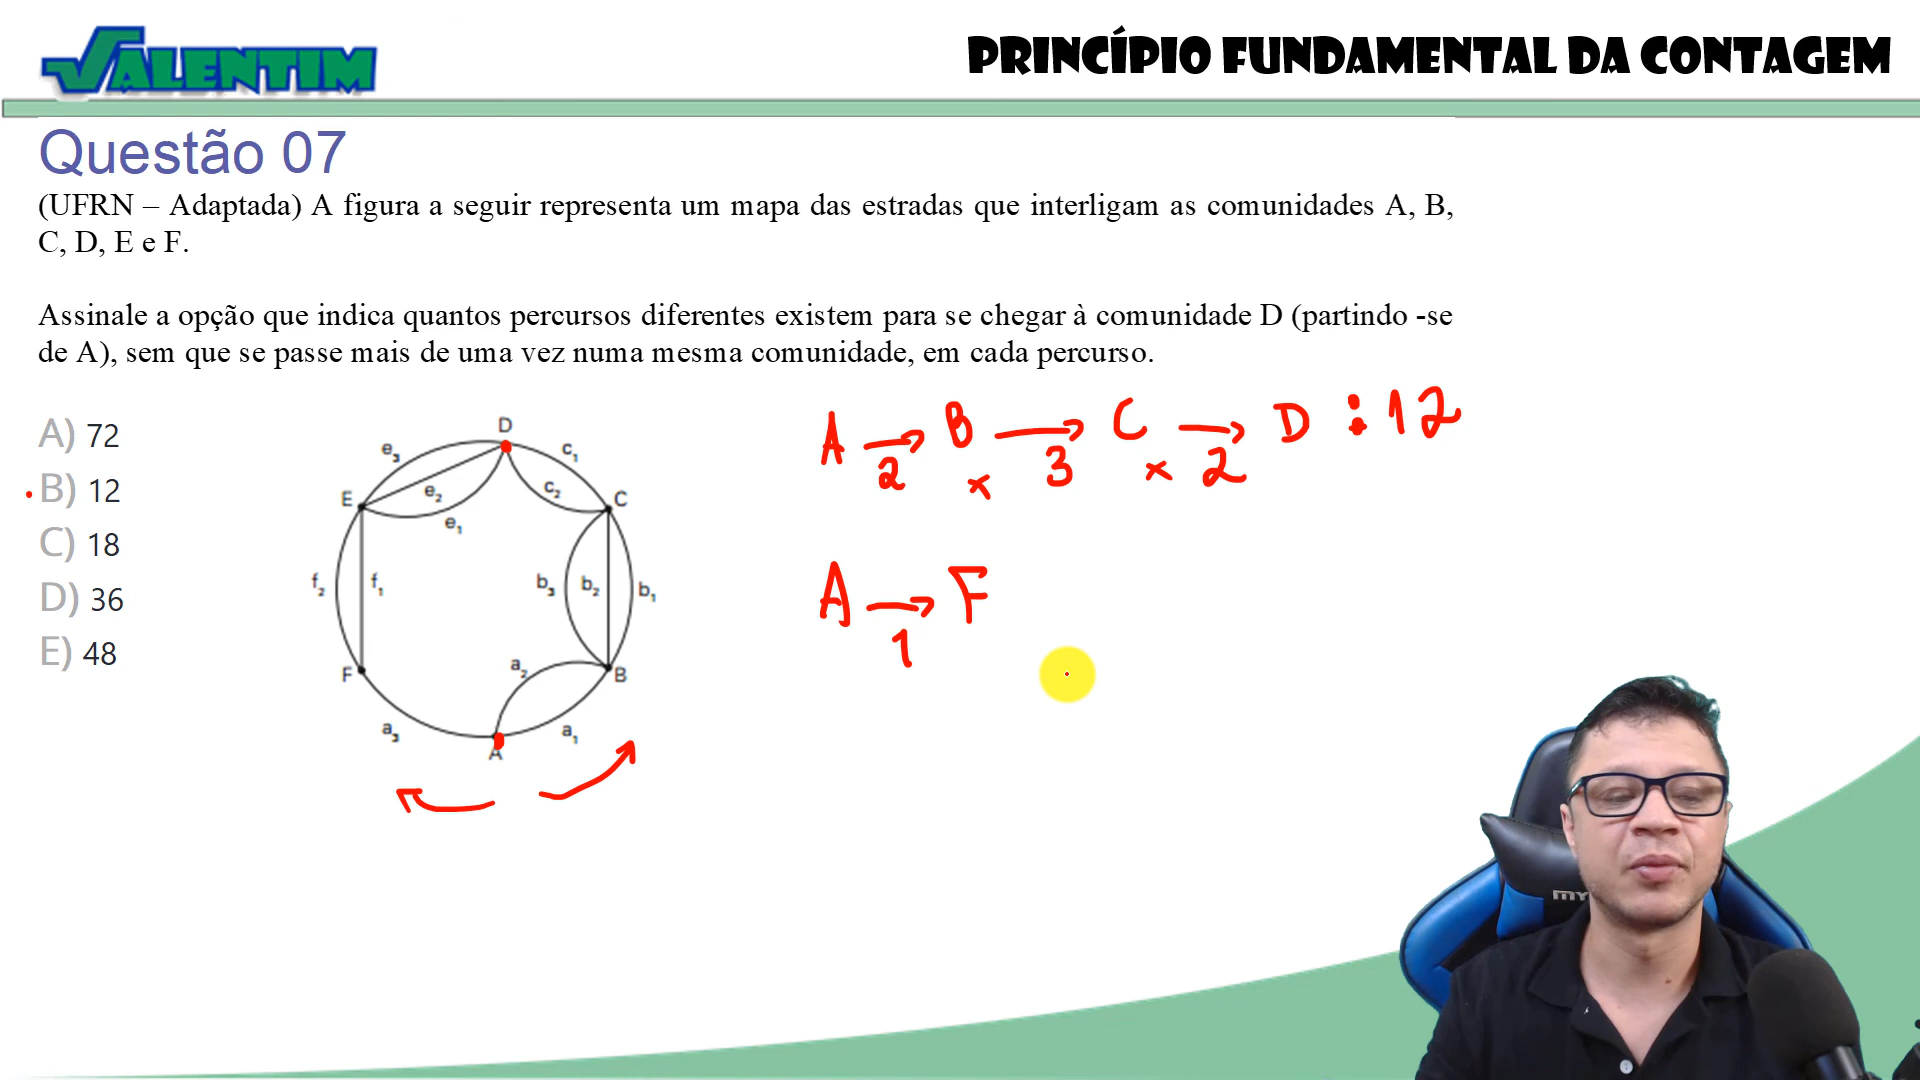 VALENTIM
PRINCÍPIO FUNDAMENTAL DA CONTAGEM
Questão 07
(UFRN – Adaptada) A figura a seguir representa um mapa das estradas que interligam as comunidades A, B,
C, D, E e F.
Assinale a opção que indica quantos percursos diferentes existem para se chegar à comunidade D (partindo -se
de A), sem que se passe mais de uma vez numa mesma comunidade, em cada percurso.
A) 72
B) 12
C) 18
D) 36
E) 48
D
e₃
c₁
E
e₂
c₂
C
e₁
f₂
f₁
b₃
b₂
b₁
F
a₂
B
a₃
a₁
A
A → B → C → D : 12
2 × 3 × 2
A → F
1
MY